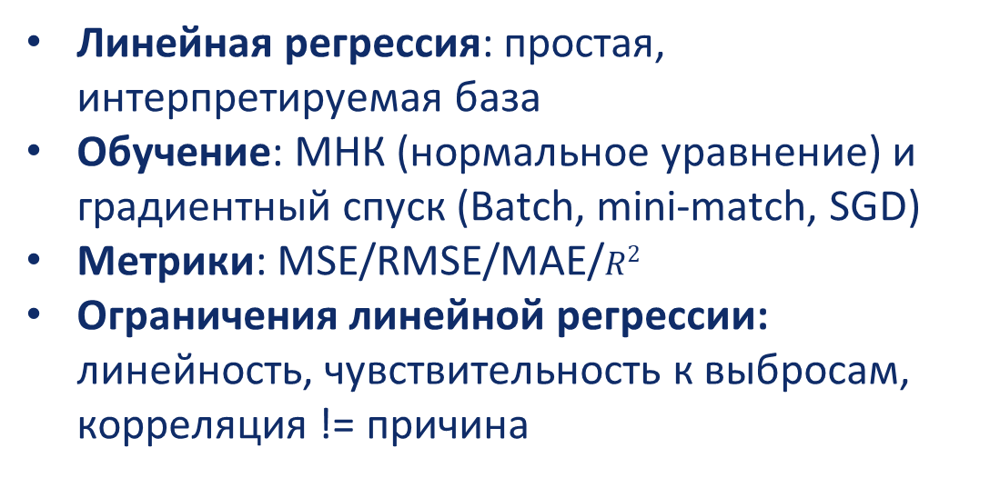 • Линейная регрессия: простая,
интерпретируемая база
• Обучение: МНК (нормальное уравнение) и
градиентный спуск (Batch, mini-match, SGD)
• Метрики: MSE/RMSE/MAE/R²
• Ограничения линейной регрессии:
линейность, чувствительность к выбросам,
корреляция != причина